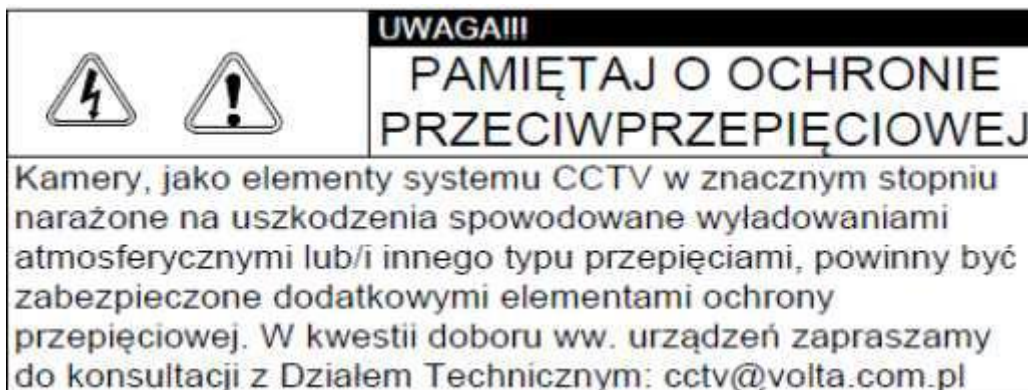 UWAGA!!!
PAMIĘTAJ O OCHRONIE
PRZECIWPRZEPIĘCIOWEJ
Kamery, jako elementy systemu CCTV w znacznym stopniu
narażone na uszkodzenia spowodowane wyładowaniami
atmosferycznymi lub/i innego typu przepięciami, powinny być
zabezpieczone dodatkowymi elementami ochrony
przepięciowej. W kwestii doboru ww. urządzeń zapraszamy
do konsultacji z Działem Technicznym: cctv@volta.com.pl